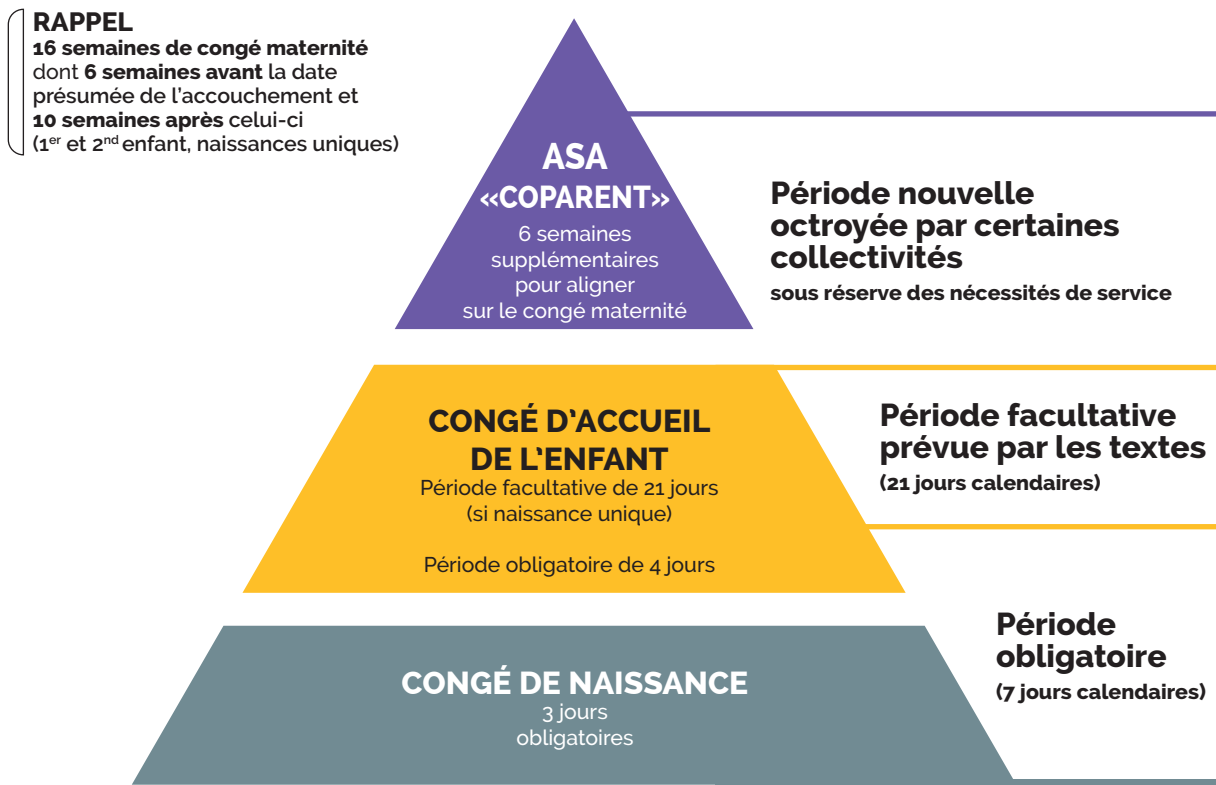 RAPPEL
16 semaines de congé maternité
dont 6 semaines avant la date
présumée de l’accouchement et
10 semaines après celui-ci
(1er et 2nd enfant, naissances uniques)
ASA
«COPARENT»
6 semaines
supplémentaires
pour aligner
sur le congé maternité
Période nouvelle
octroyée par certaines
collectivités
sous réserve des nécessités de service
CONGÉ D’ACCUEIL
DE L’ENFANT
Période facultative de 21 jours
(si naissance unique)
Période obligatoire de 4 jours
Période facultative
prévue par les textes
(21 jours calendaires)
CONGÉ DE NAISSANCE
3 jours
obligatoires
Période
obligatoire
(7 jours calendaires)